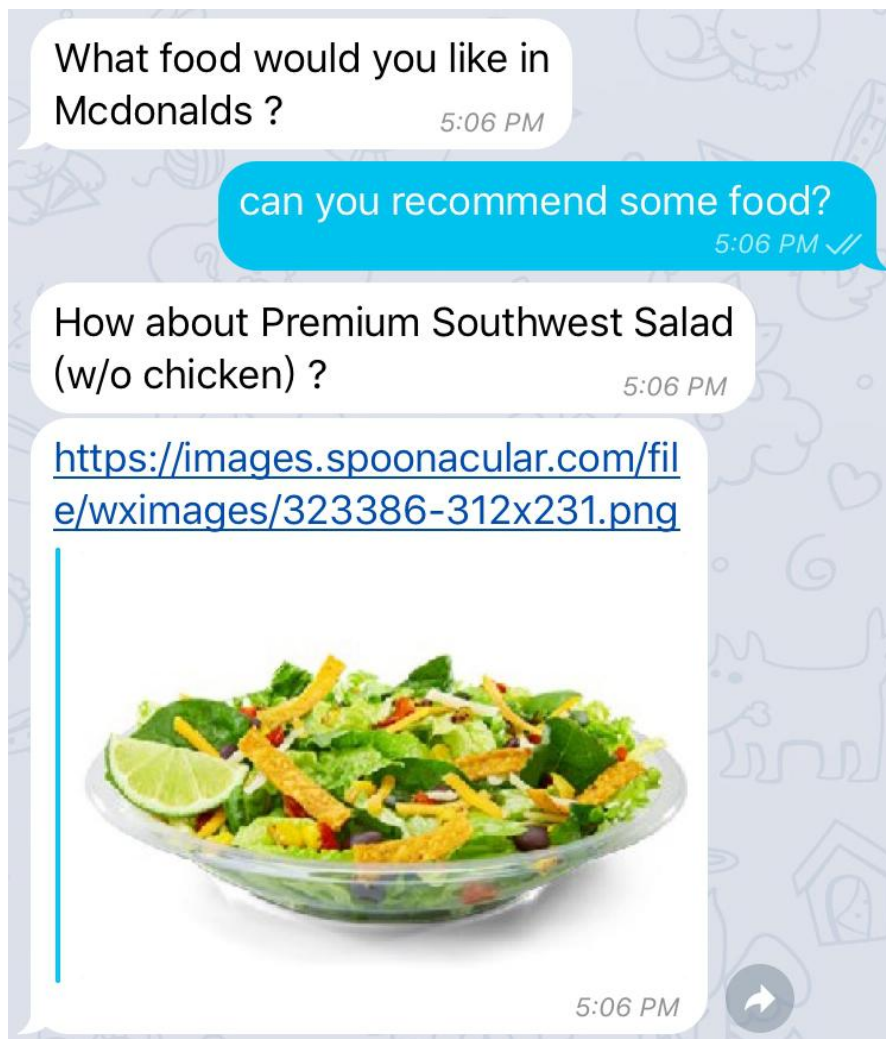 What food would you like in
Mcdonalds ?
5:06 PM
can you recommend some food?
5:06 PM
How about Premium Southwest Salad
(w/o chicken) ?
5:06 PM
https://images.spoonacular.com/fil
e/wximages/323386-312x231.png
5:06 PM